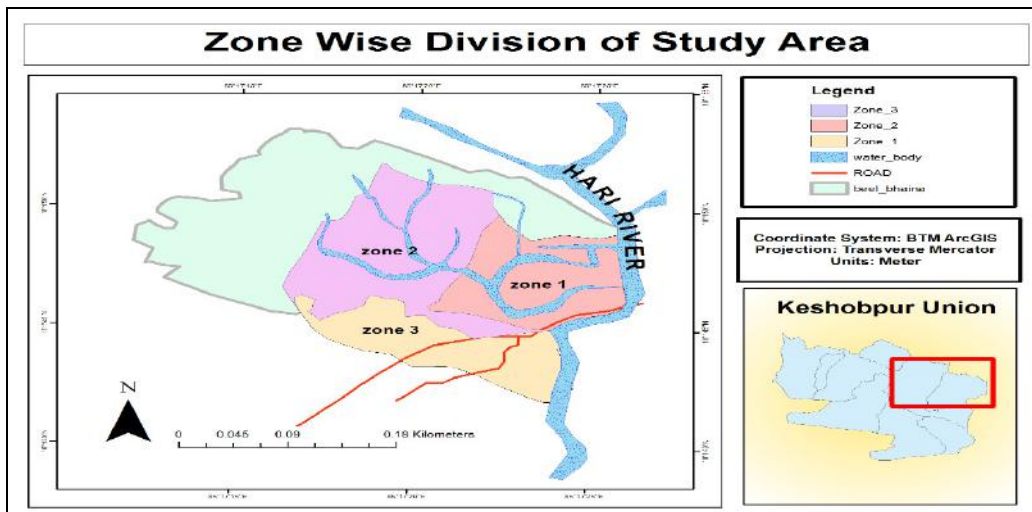 Zone Wise Division of Study Area
HARI RIVER
zone 2
zone 1
zone 3
N
0 0.045 0.09 0.18 Kilometers
Legend
Zone_3
Zone_2
Zone_1
water_body
ROAD
beel_bhaina
Coordinate System: BTM ArcGIS
Projection: Transverse Mercator
Units: Meter
Keshobpur Union